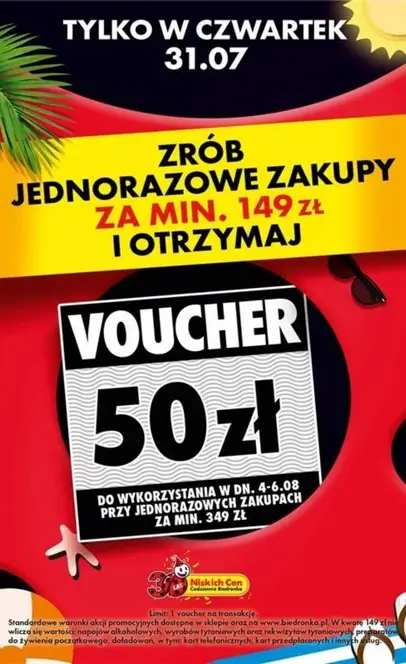 TYLKO W CZWARTEK
31.07
ZRÓB
JEDNORAZOWE ZAKUPY
ZA MIN. 149 ZŁ
I OTRZYMAJ
VOUCHER
50 zł
DO WYKORZYSTANIA W DN. 4-6.08
PRZY JEDNORAZOWYCH ZAKUPACH
ZA MIN. 349 ZŁ
30 LAT Niskich Cen
Codziennie Biedronka
Limit: 1 voucher na transakcję.
Standardowe warunki akcji promocyjnych dostępne w sklepie oraz na www.biedronka.pl. W kwotę 149 zł nie
wlicza się wartości: napojów alkoholowych, wyrobów tytoniowych oraz rekwizytów tytoniowych, preparatów
do żywienia początkowego, doładowań, w tym: kart telefonicznych, kart przedpłaconych i innych usług.